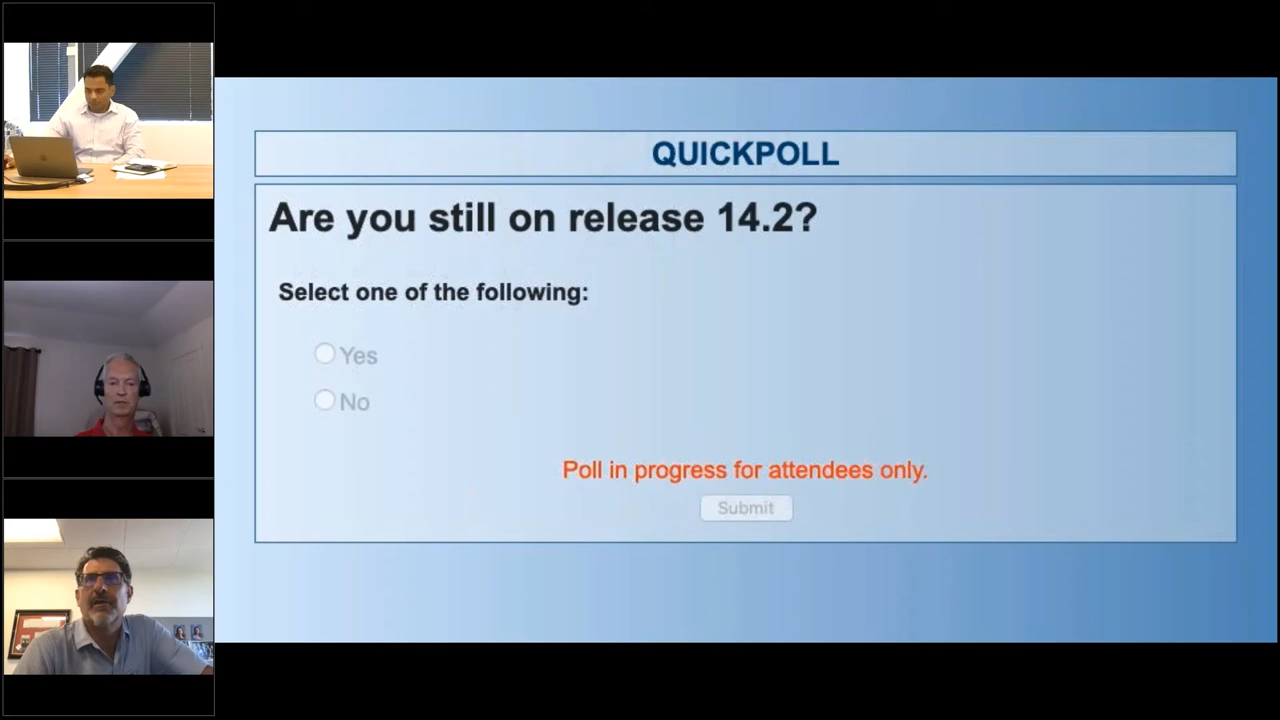 QUICKPOLL
Are you still on release 14.2?
Select one of the following:
Yes
No
Poll in progress for attendees only.
Submit